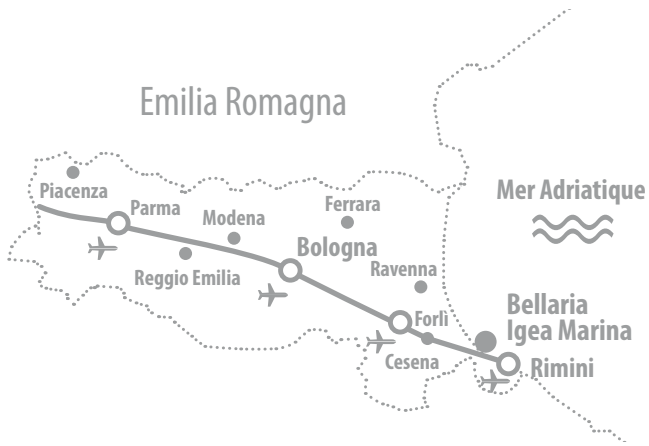 Emilia Romagna
Piacenza
Parma
Modena
Ferrara
Mer Adriatique
Reggio Emilia
Bologna
Ravenna
Bellaria
Igea Marina
Forlì
Cesena
Rimini